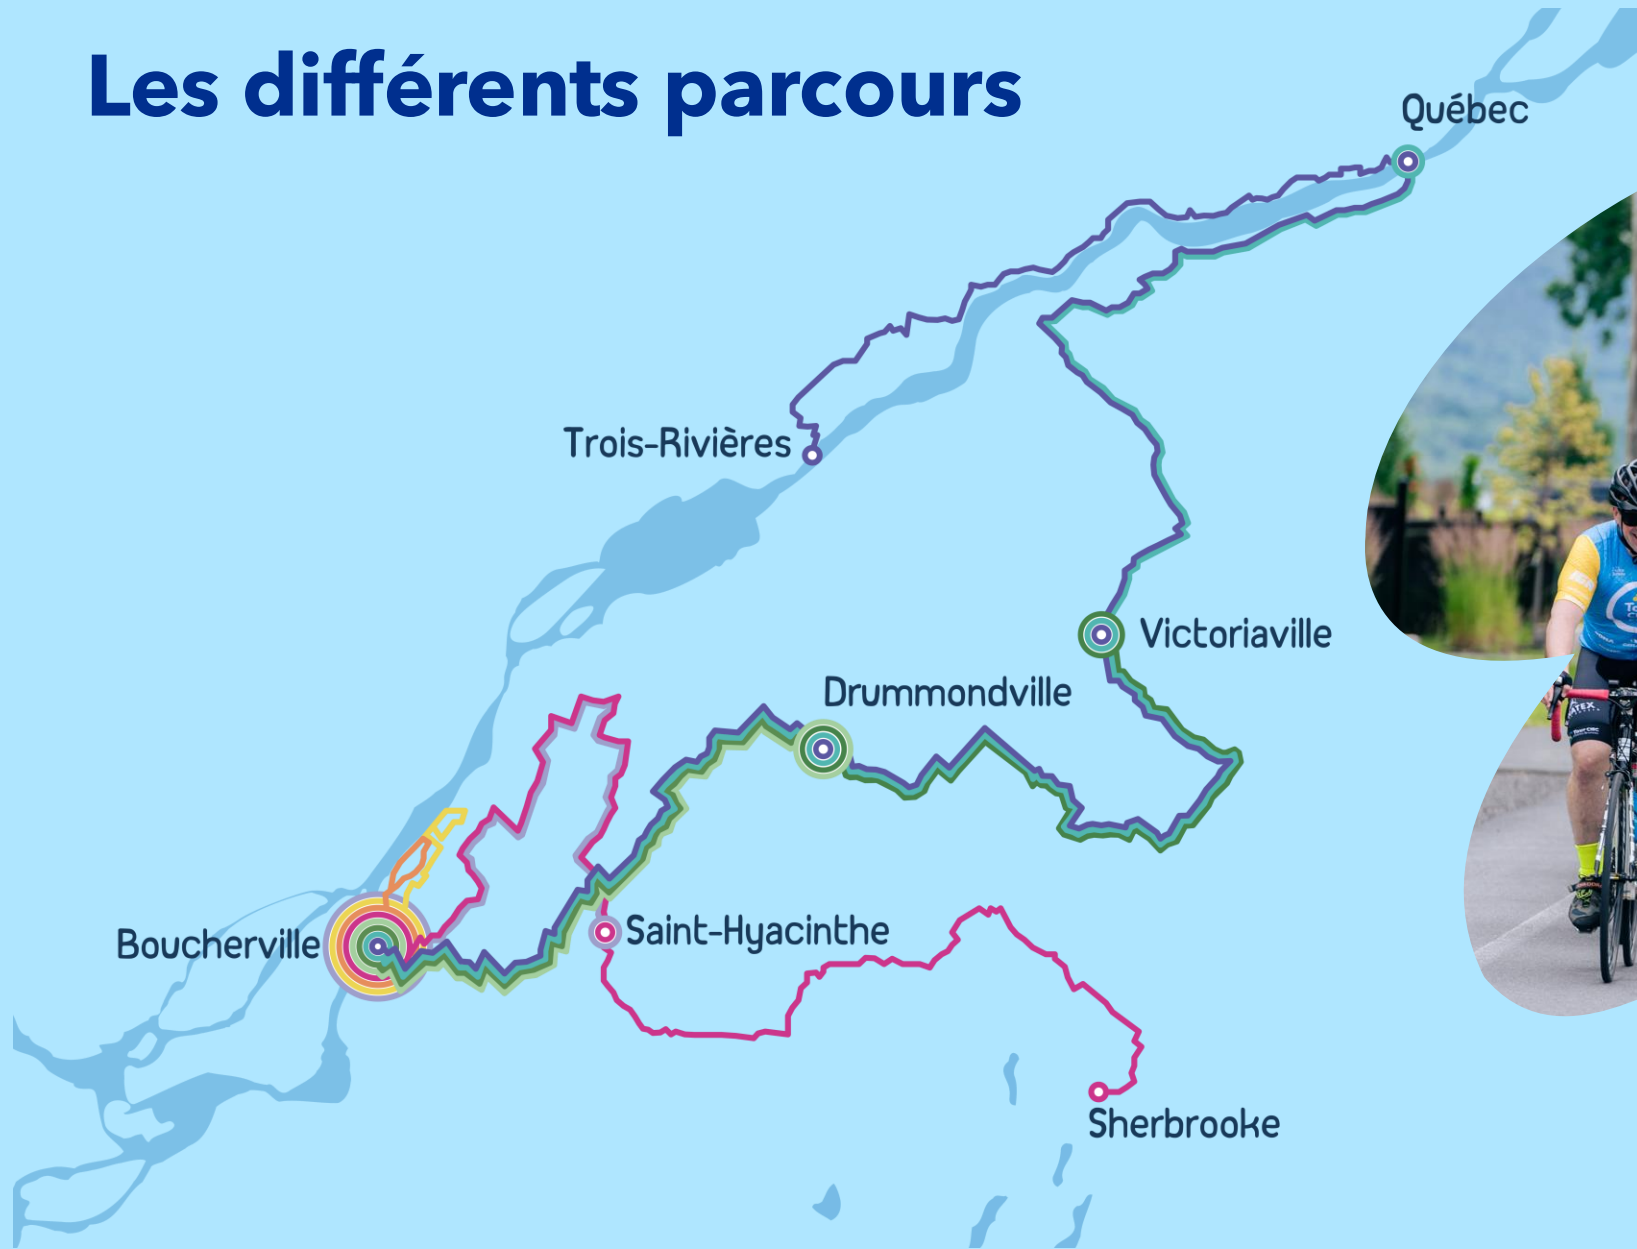 Les différents parcours
Québec
Trois-Rivières
Victoriaville
Drummondville
Saint-Hyacinthe
Boucherville
Sherbrooke